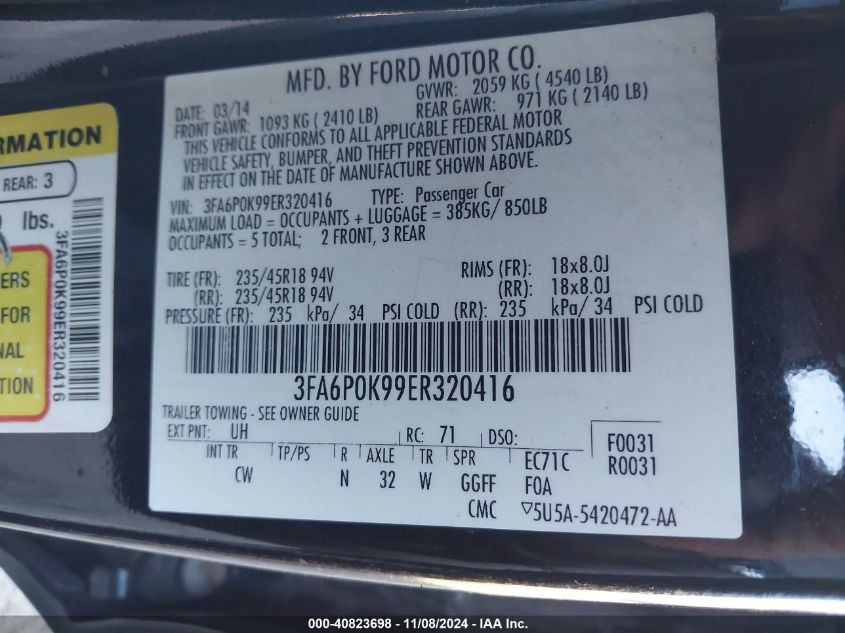 MFD. BY FORD MOTOR CO.
DATE: 03/14 GVWR: 2059 KG ( 4540 LB)
FRONT GAWR: 1093 KG ( 2410 LB) REAR GAWR: 971 KG ( 2140 LB)
THIS VEHICLE CONFORMS TO ALL APPLICABLE FEDERAL MOTOR
VEHICLE SAFETY, BUMPER, AND THEFT PREVENTION STANDARDS
IN EFFECT ON THE DATE OF MANUFACTURE SHOWN ABOVE.
VIN: 3FA6P0K99ER320416 TYPE: Passenger Car
MAXIMUM LOAD = OCCUPANTS + LUGGAGE = 385KG/ 850LB
OCCUPANTS = 5 TOTAL; 2 FRONT, 3 REAR
TIRE (FR): 235/45R18 94V RIMS (FR): 18x8.0J
(RR): 235/45R18 94V (RR): 18x8.0J
PRESSURE (FR): 235 kPa/ 34 PSI COLD (RR): 235 kPa/ 34 PSI COLD
3FA6P0K99ER320416
TRAILER TOWING - SEE OWNER GUIDE
EXT PNT: UH RC: 71 DSO: F0031
R0031
INT TR TP/PS R AXLE TR SPR EC71C
CW N 32 W GGFF F0A
CMC ▽5U5A-5420472-AA
RMATION
REAR: 3
lbs.
3FA6P0K99ER320416
ERS
FOR
NAL
TION
000-40823698 - 11/08/2024 - IAA Inc.